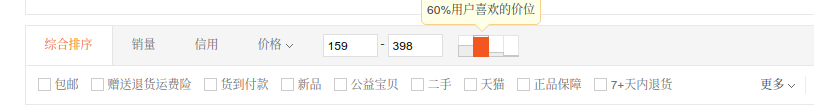 60%用户喜欢的价位
综合排序 销量 信用 价格 159 - 398
包邮 赠送退货运费险 货到付款 新品 公益宝贝 二手 天猫 正品保障 7+天内退货 更多